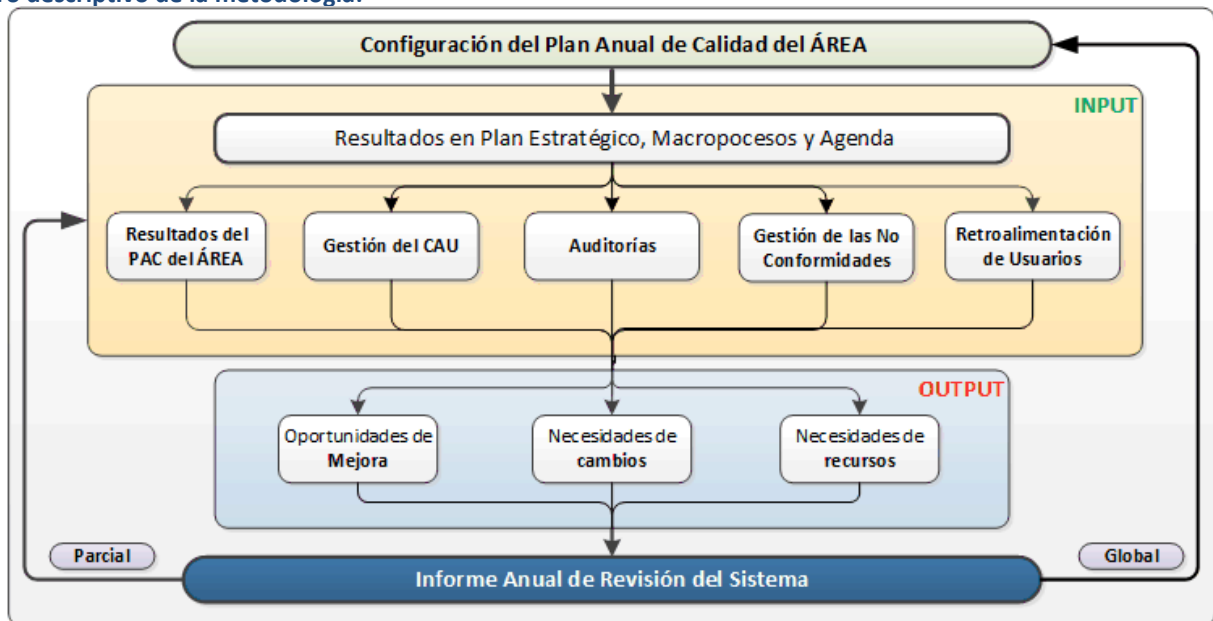 descriptivo de la metodología.
Configuración del Plan Anual de Calidad del ÁREA
INPUT
Resultados en Plan Estratégico, Macropocesos y Agenda
Resultados del
PAC del ÁREA
Gestión del CAU
Auditorías
Gestión de las No
Conformidades
Retroalimentación
de Usuarios
OUTPUT
Oportunidades de
Mejora
Necesidades de
cambios
Necesidades de
recursos
Parcial
Informe Anual de Revisión del Sistema
Global